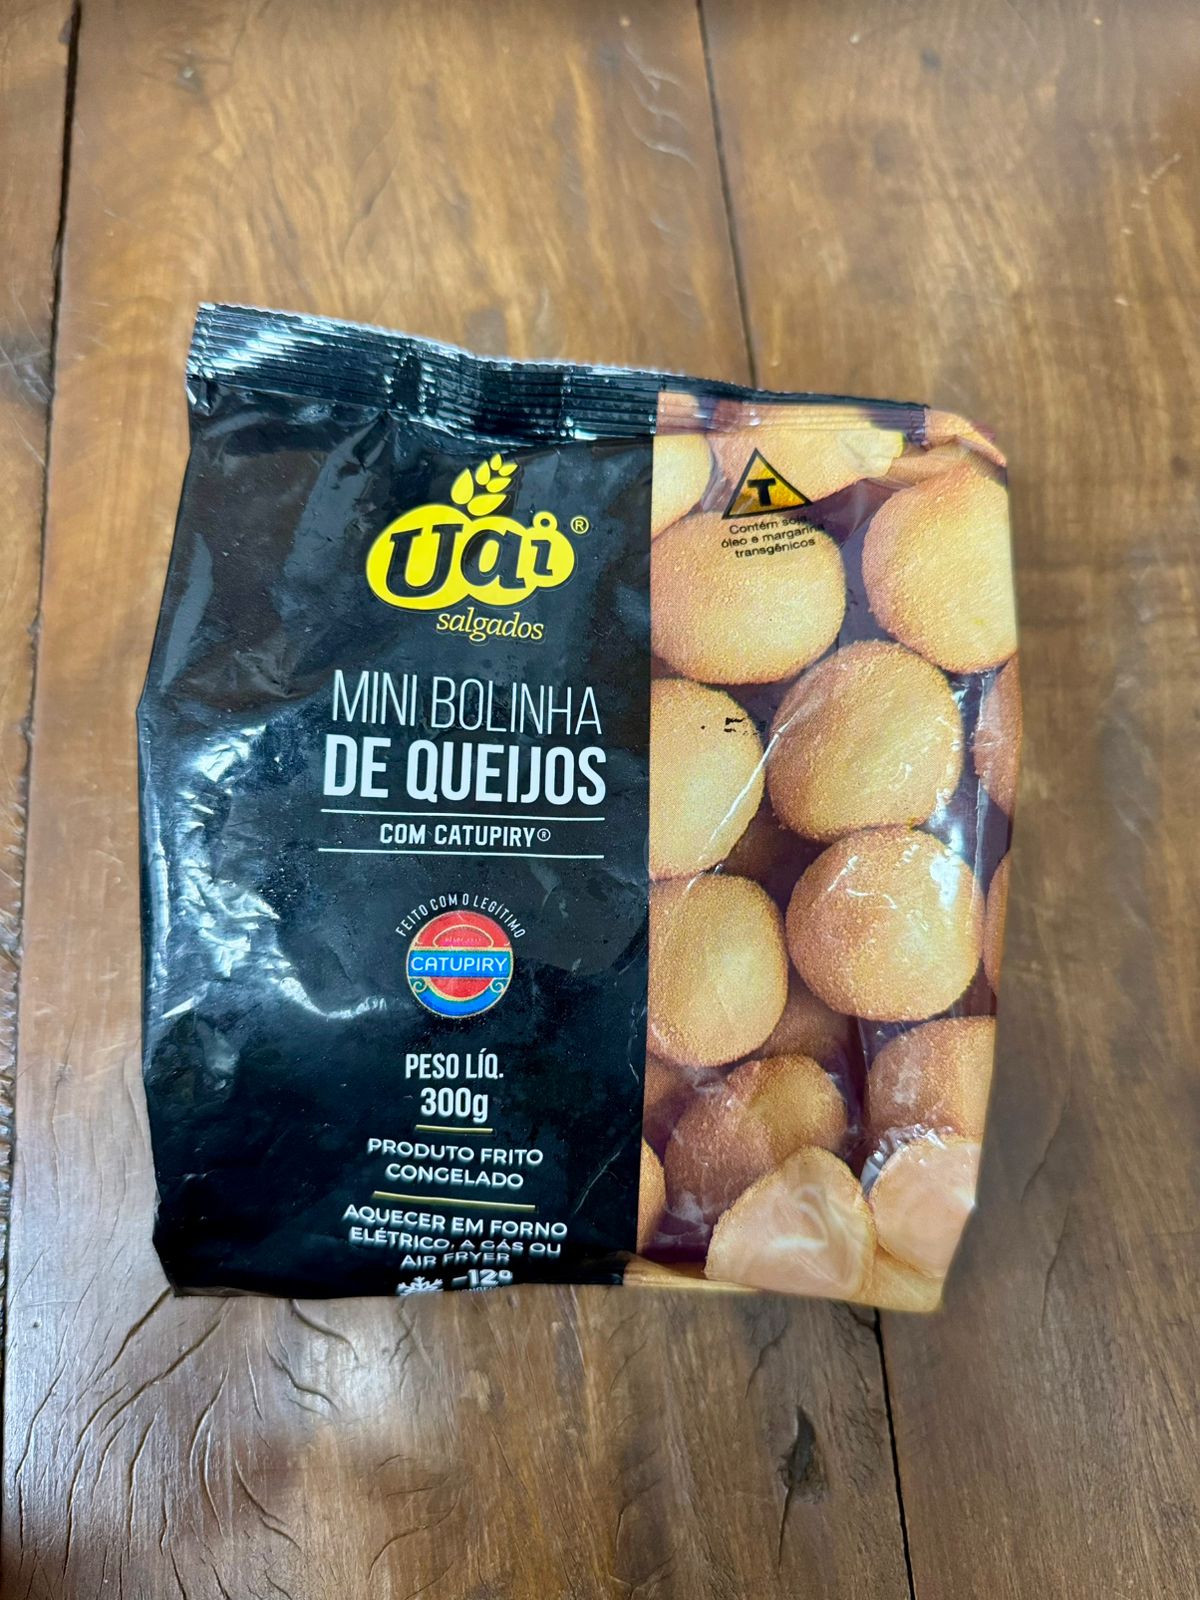 Uai®
salgados
MINI BOLINHA
DE QUEIJOS
COM CATUPIRY®
FEITO COM O LEGÍTIMO
CATUPIRY
PESO LÍQ.
300g
PRODUTO FRITO
CONGELADO
AQUECER EM FORNO
ELÉTRICO, A GÁS OU
AIR FRYER
-12º
T
Contém soja,
óleo e margarina
transgênicos